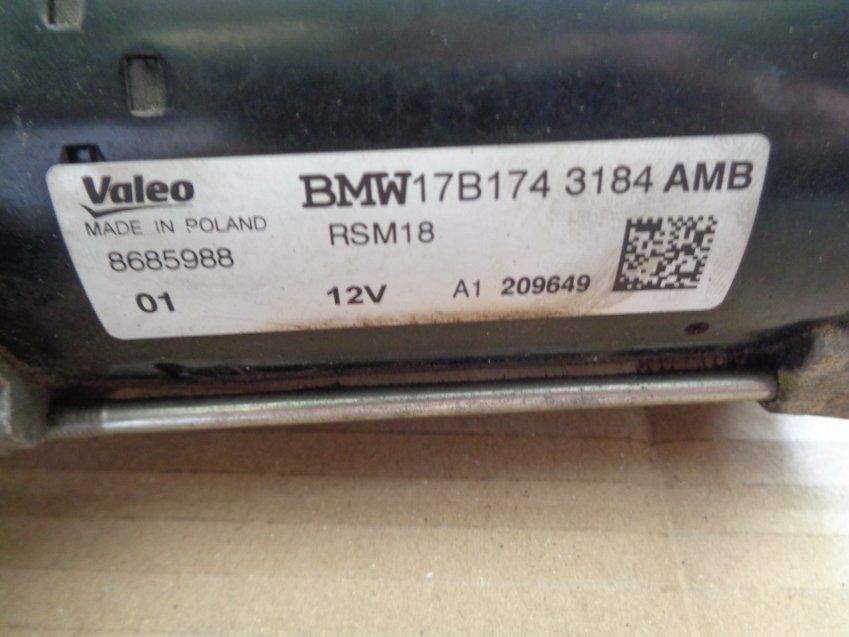 Valeo BMW17B174 3184 AMB
MADE IN POLAND RSM18
8685988
01 12V A1 209649